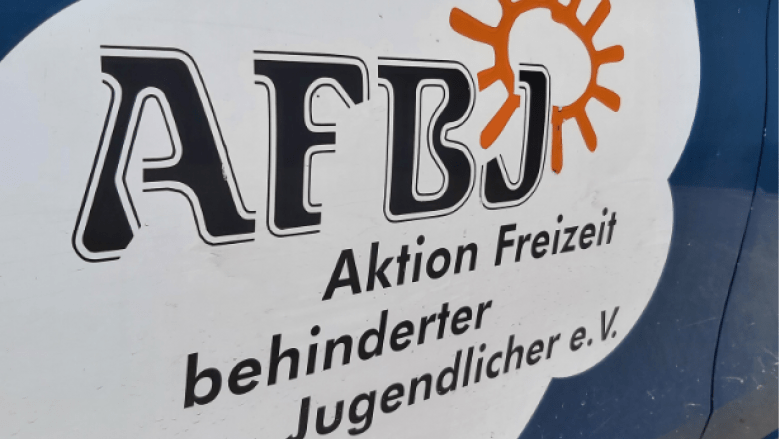 AFBJ
Aktion Freizeit
behinderter
Jugendlicher e.V.